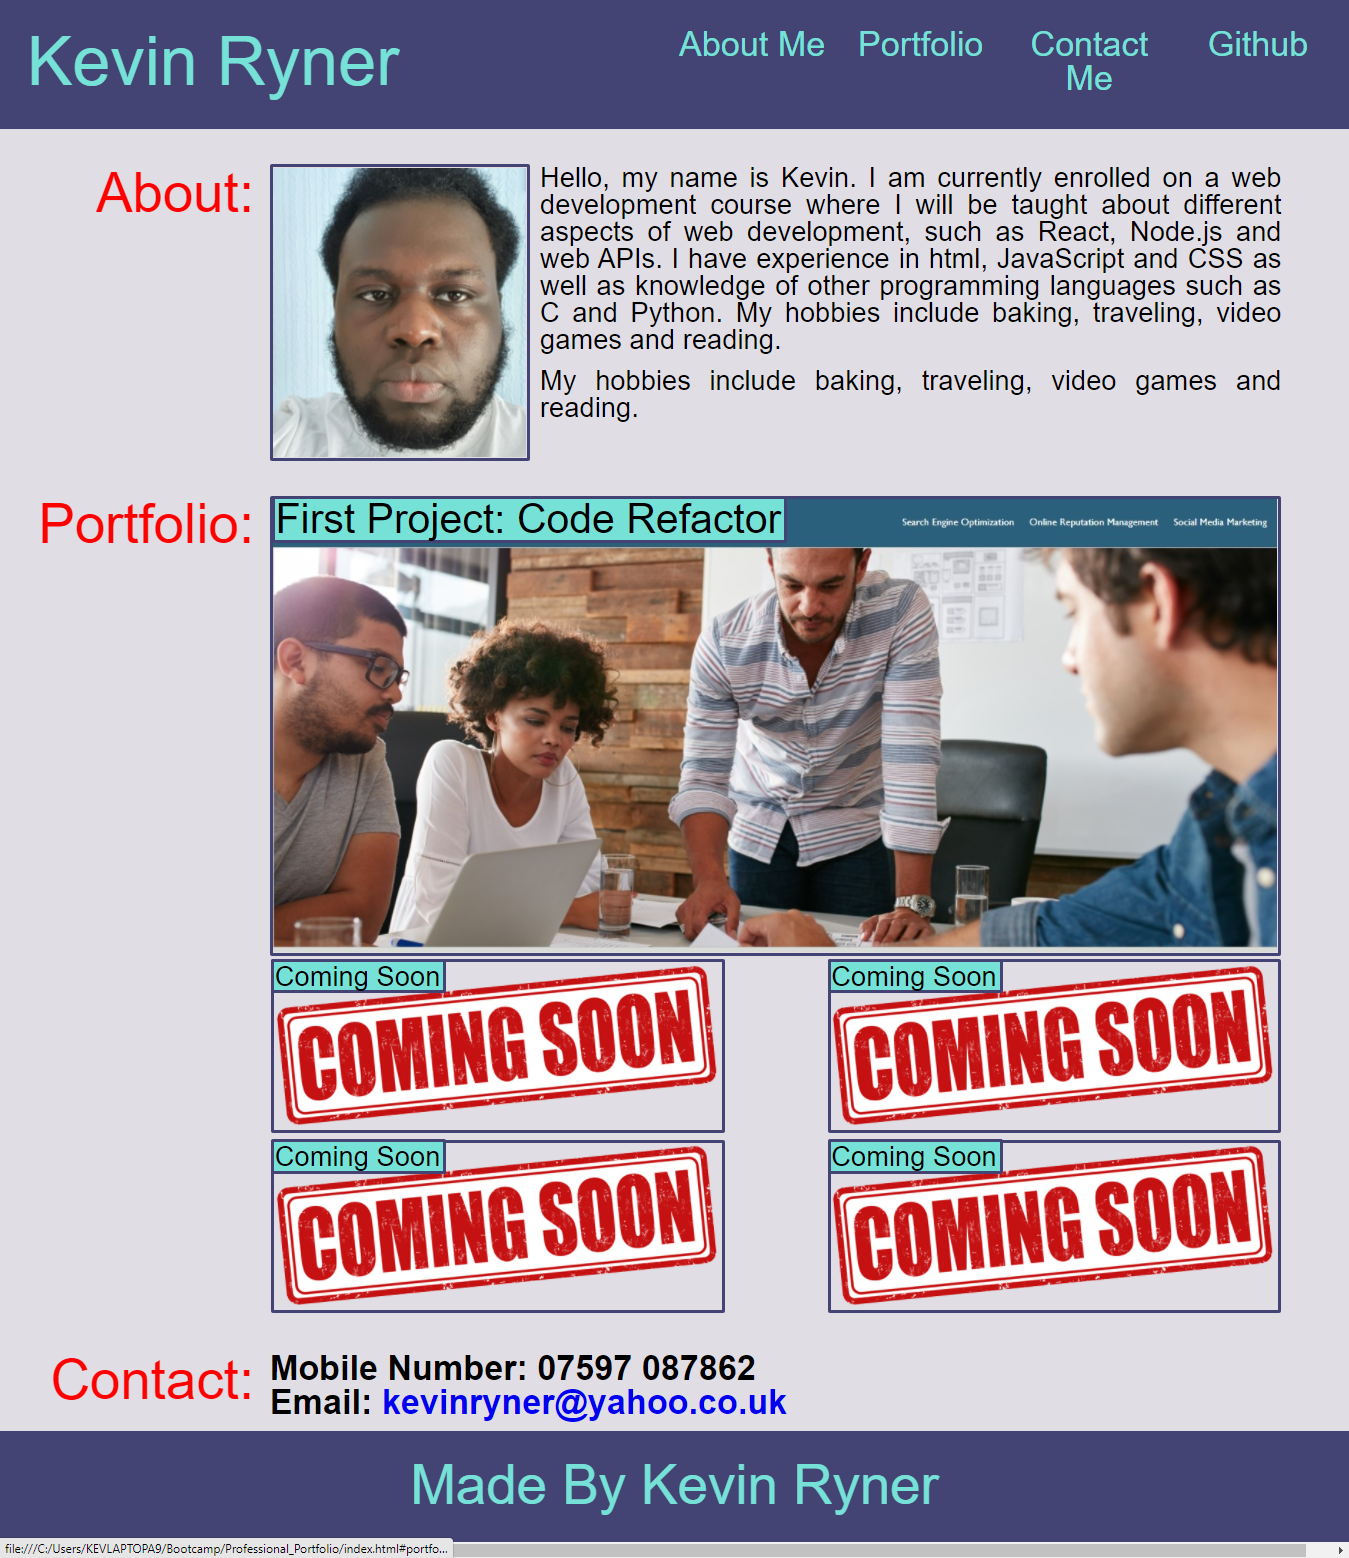 Kevin Ryner
About Me
Portfolio
Contact
Me
Github
About:
Hello, my name is Kevin. I am currently enrolled on a web
development course where I will be taught about different
aspects of web development, such as React, Node.js and
web APIs. I have experience in html, JavaScript and CSS as
well as knowledge of other programming languages such as
C and Python. My hobbies include baking, traveling, video
games and reading.
My hobbies include baking, traveling, video games and
reading.
Portfolio:
First Project: Code Refactor
Search Engine Optimization
Online Reputation Management
Social Media Marketing
Coming Soon
COMING SOON
Coming Soon
COMING SOON
Coming Soon
COMING SOON
Coming Soon
COMING SOON
Contact:
Mobile Number: 07597 087862
Email: kevinryner@yahoo.co.uk
Made By Kevin Ryner
file:///C:/Users/KEVLAPTOPA9/Bootcamp/Professional_Portfolio/index.html#portfo...